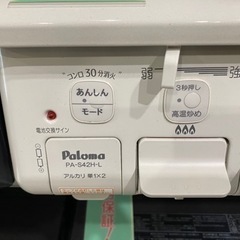 コンロ30分消火
あんしん
モード
弱
強
3秒押し
高温炒め
電池交換サイン
Paloma
PA-S42H-L
アルカリ 単1×2